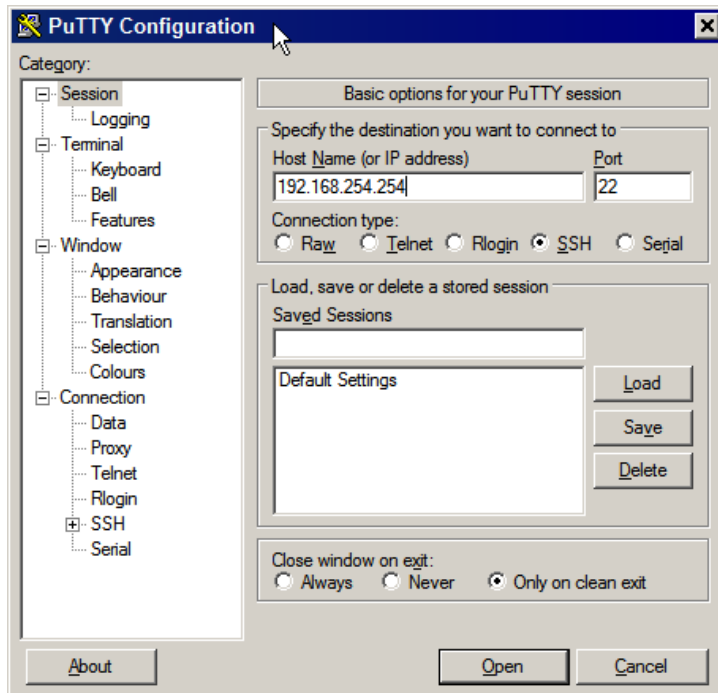 PuTTY Configuration
Category:
Session
Logging
Terminal
Keyboard
Bell
Features
Window
Appearance
Behaviour
Translation
Selection
Colours
Connection
Data
Proxy
Telnet
Rlogin
SSH
Serial
Basic options for your PuTTY session
Specify the destination you want to connect to
Host Name (or IP address) Port
192.168.254.254 22
Connection type:
Raw Telnet Rlogin SSH Serial
Load, save or delete a stored session
Saved Sessions
Default Settings
Load
Save
Delete
Close window on exit:
Always Never Only on clean exit
About Open Cancel